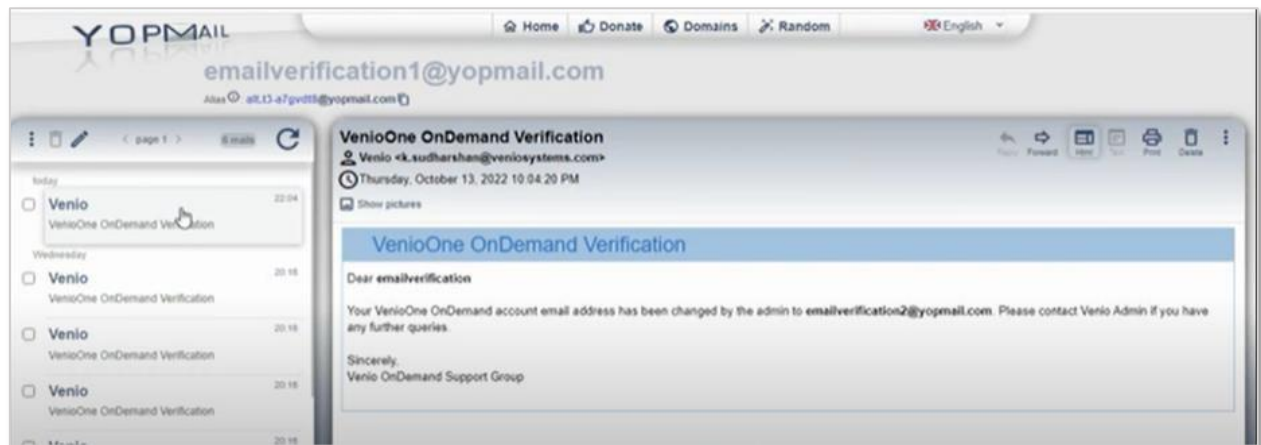 YOPMAIL
Home Donate Domains Random English
emailverification1@yopmail.com
Alias @yopmail.com
< page 1 > 6 mails
today
Venio 22:04
VenioOne OnDemand Verification
Wednesday
Venio 20:16
VenioOne OnDemand Verification
Venio 20:16
VenioOne OnDemand Verification
Venio 20:16
VenioOne OnDemand Verification
Venio 20:16
VenioOne OnDemand Verification
Venio <k.sudharshan@veniosystems.com>
Forward Html Text Print Delete
Thursday, October 13, 2022 10:04:20 PM
Show pictures
VenioOne OnDemand Verification
Dear emailverification
Your VenioOne OnDemand account email address has been changed by the admin to emailverification2@yopmail.com. Please contact Venio Admin if you have
any further queries.
Sincerely,
Venio OnDemand Support Group